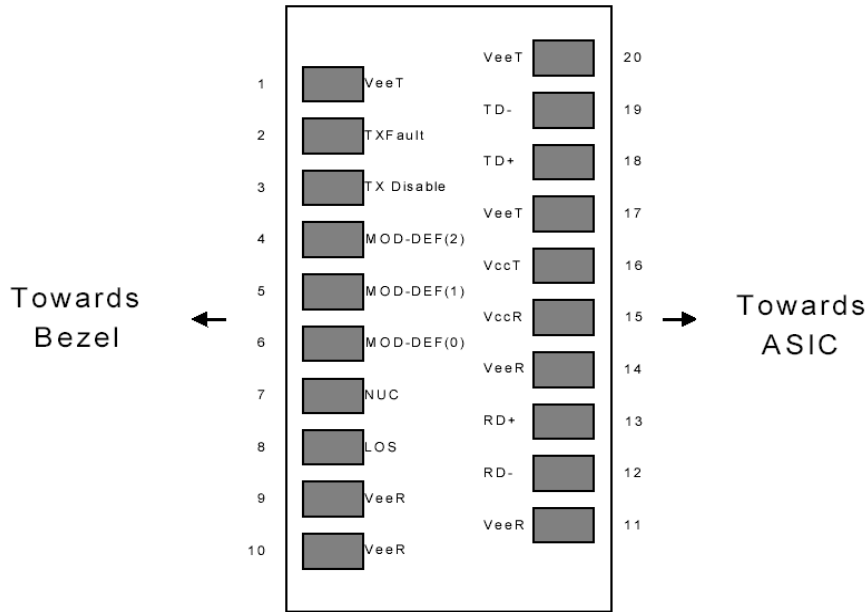 VeeT 20
1 VeeT
TD- 19
2 TXFault
TD+ 18
3 TX Disable
VeeT 17
4 MOD-DEF(2)
VccT 16
5 MOD-DEF(1)
Towards
Bezel
VccR 15
Towards
ASIC
6 MOD-DEF(0)
VeeR 14
7 NUC
RD+ 13
8 LOS
RD- 12
9 VeeR
VeeR 11
10 VeeR